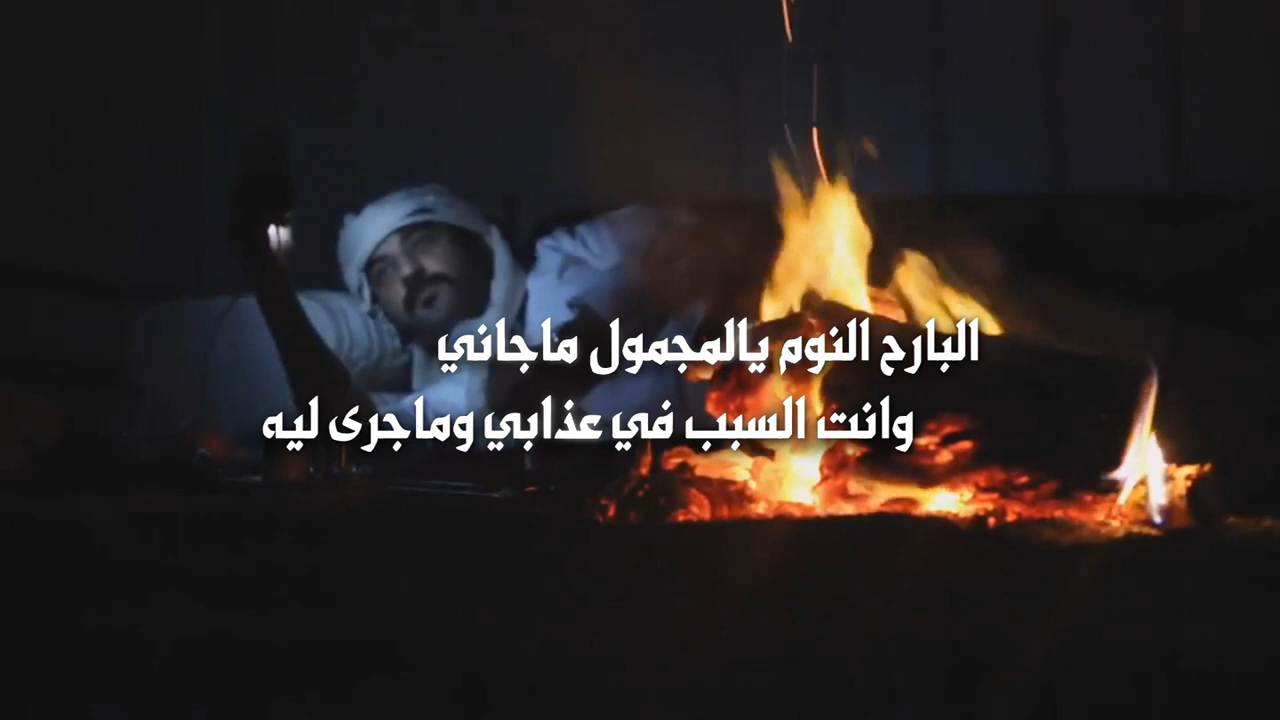 البارح النوم يالمجمول ماجاني
وانت السبب في عذابي وماجرى ليه